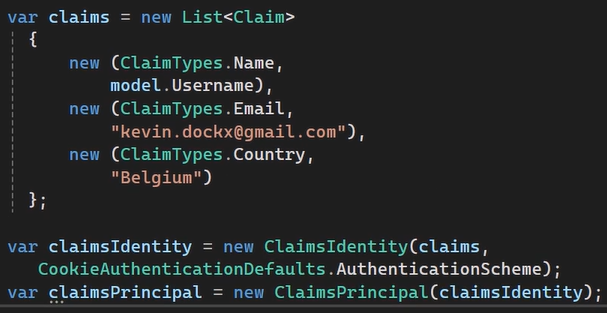 var claims = new List<Claim>
{
new (ClaimTypes.Name,
model.Username),
new (ClaimTypes.Email,
"kevin.dockx@gmail.com"),
new (ClaimTypes.Country,
"Belgium")
};
var claimsIdentity = new ClaimsIdentity(claims,
CookieAuthenticationDefaults.AuthenticationScheme);
var claimsPrincipal = new ClaimsPrincipal(claimsIdentity);